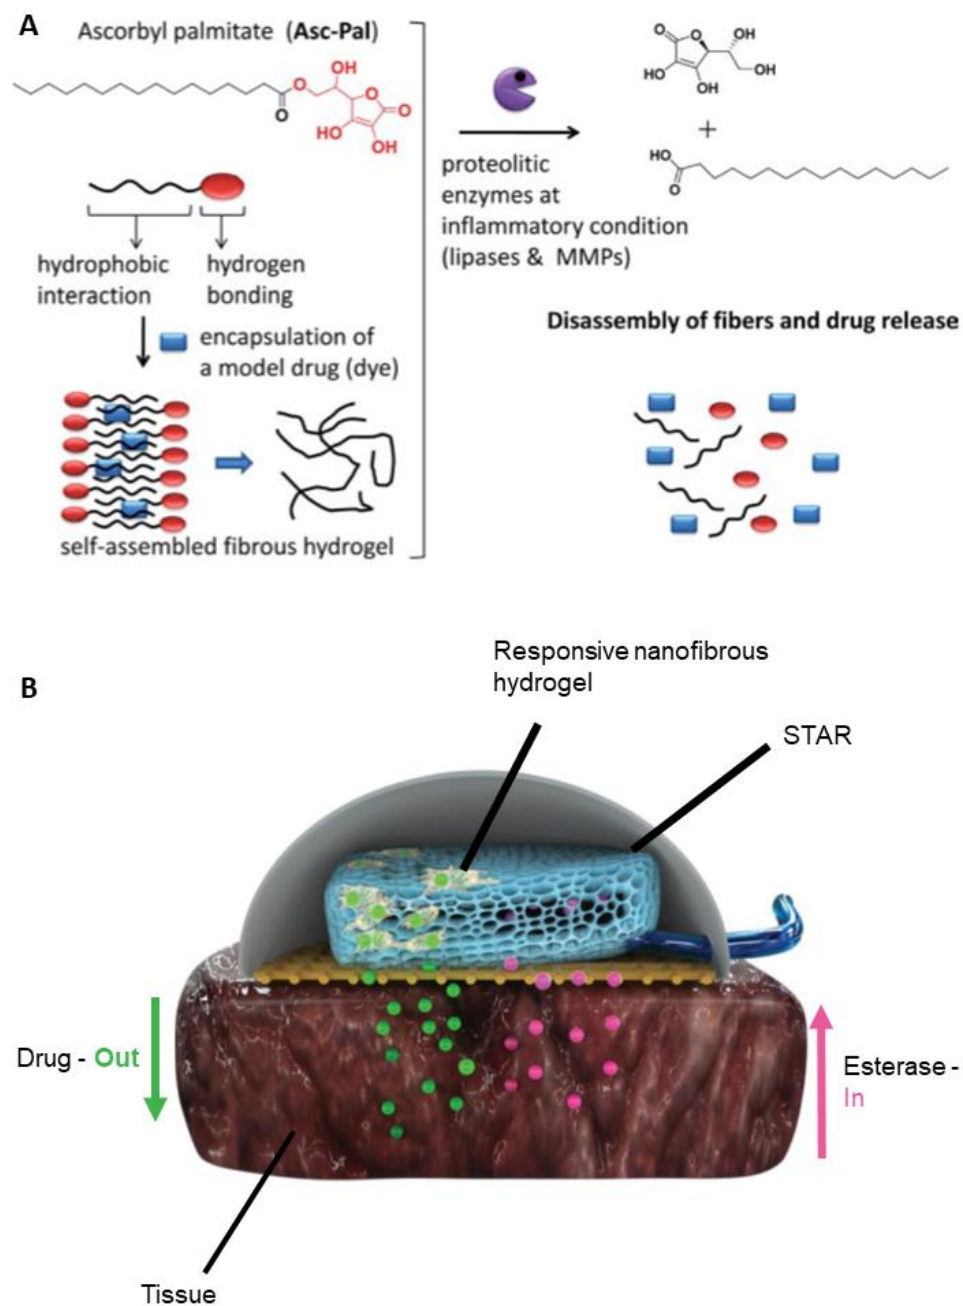 A
Ascorbyl palmitate (Asc-Pal)
OH
O
O
O
O
HO
OH
hydrophobic
interaction
hydrogen
bonding
encapsulation of
a model drug (dye)
self-assembled fibrous hydrogel
proteolitic
enzymes at
inflammatory condition
(lipases & MMPs)
O
O
OH
HO
OH
OH
+
HO
O
Disassembly of fibers and drug release
B
Responsive nanofibrous
hydrogel
STAR
Drug - Out
Esterase -
In
Tissue